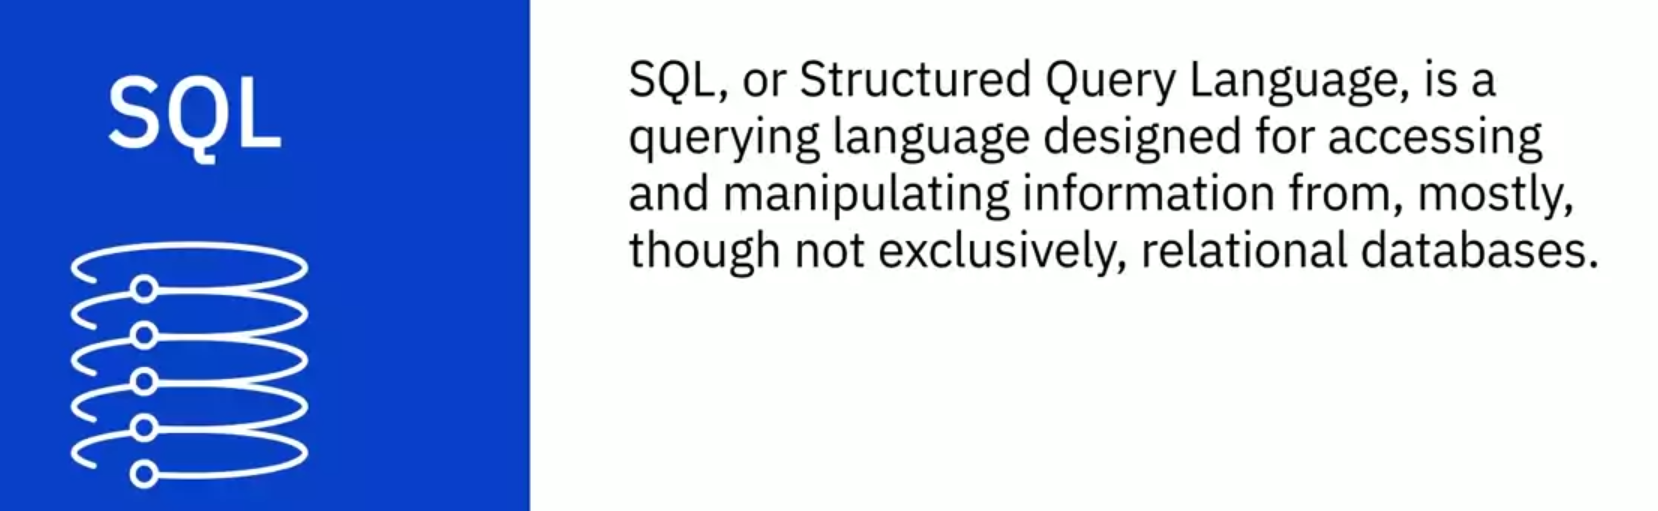 SQL
SQL, or Structured Query Language, is a
querying language designed for accessing
and manipulating information from, mostly,
though not exclusively, relational databases.